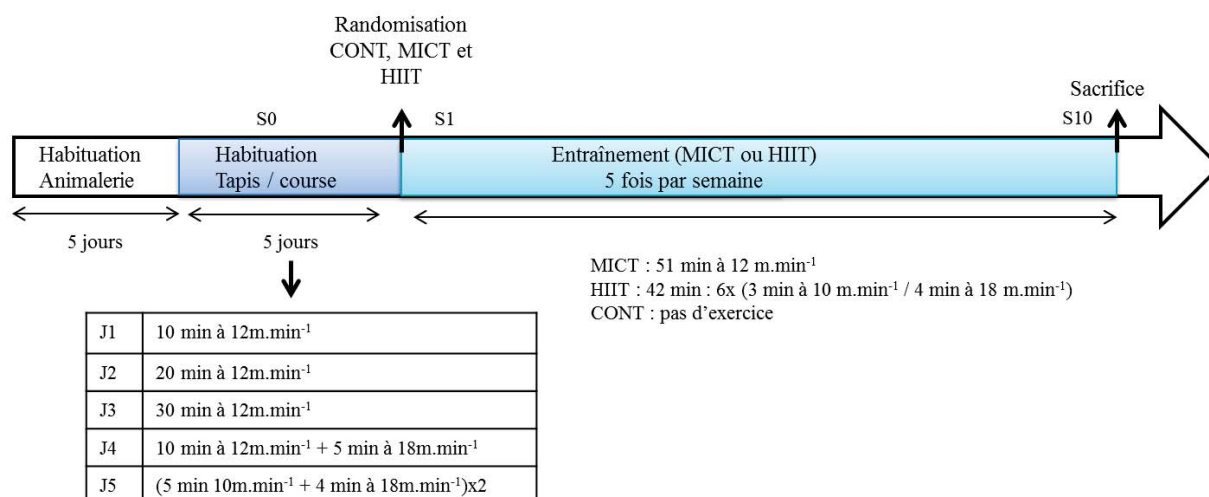 Randomisation
CONT, MICT et
HIIT
Sacrifice
S0
S1
S10
Habituation
Animalerie
Habituation
Tapis / course
Entraînement (MICT ou HIIT)
5 fois par semaine
5 jours
5 jours
MICT : 51 min à 12 m.min⁻¹
HIIT : 42 min : 6x (3 min à 10 m.min⁻¹ / 4 min à 18 m.min⁻¹)
CONT : pas d’exercice
J1 10 min à 12m.min⁻¹
J2 20 min à 12m.min⁻¹
J3 30 min à 12m.min⁻¹
J4 10 min à 12m.min⁻¹ + 5 min à 18m.min⁻¹
J5 (5 min 10m.min⁻¹ + 4 min à 18m.min⁻¹)x2